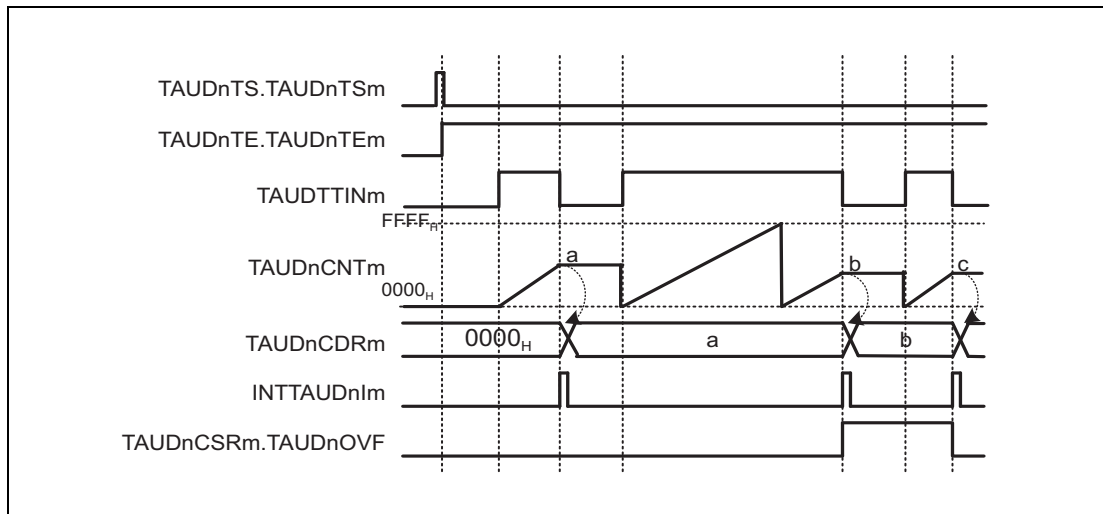 TAUDnTS.TAUDnTSm
TAUDnTE.TAUDnTEm
TAUDTTINm
FFFFH
TAUDnCNTm
0000H
a
b
c
TAUDnCDRm
0000H
a
b
INTTAUDnIm
TAUDnCSRm.TAUDnOVF